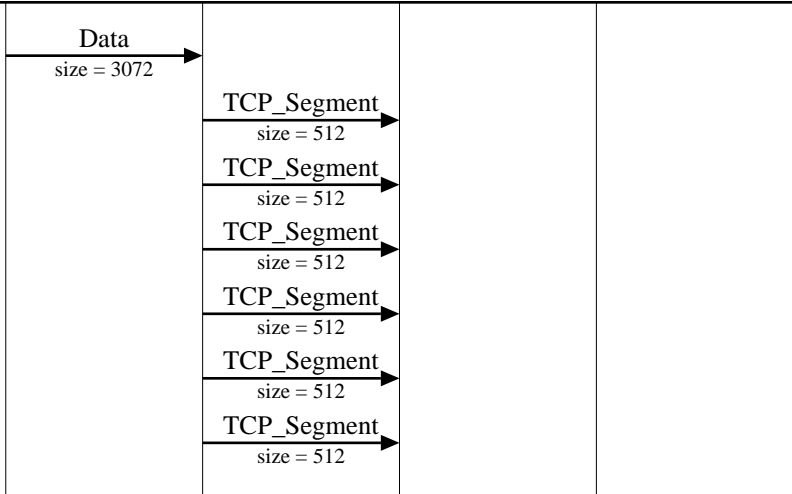 Data
size = 3072
TCP_Segment
size = 512
TCP_Segment
size = 512
TCP_Segment
size = 512
TCP_Segment
size = 512
TCP_Segment
size = 512
TCP_Segment
size = 512